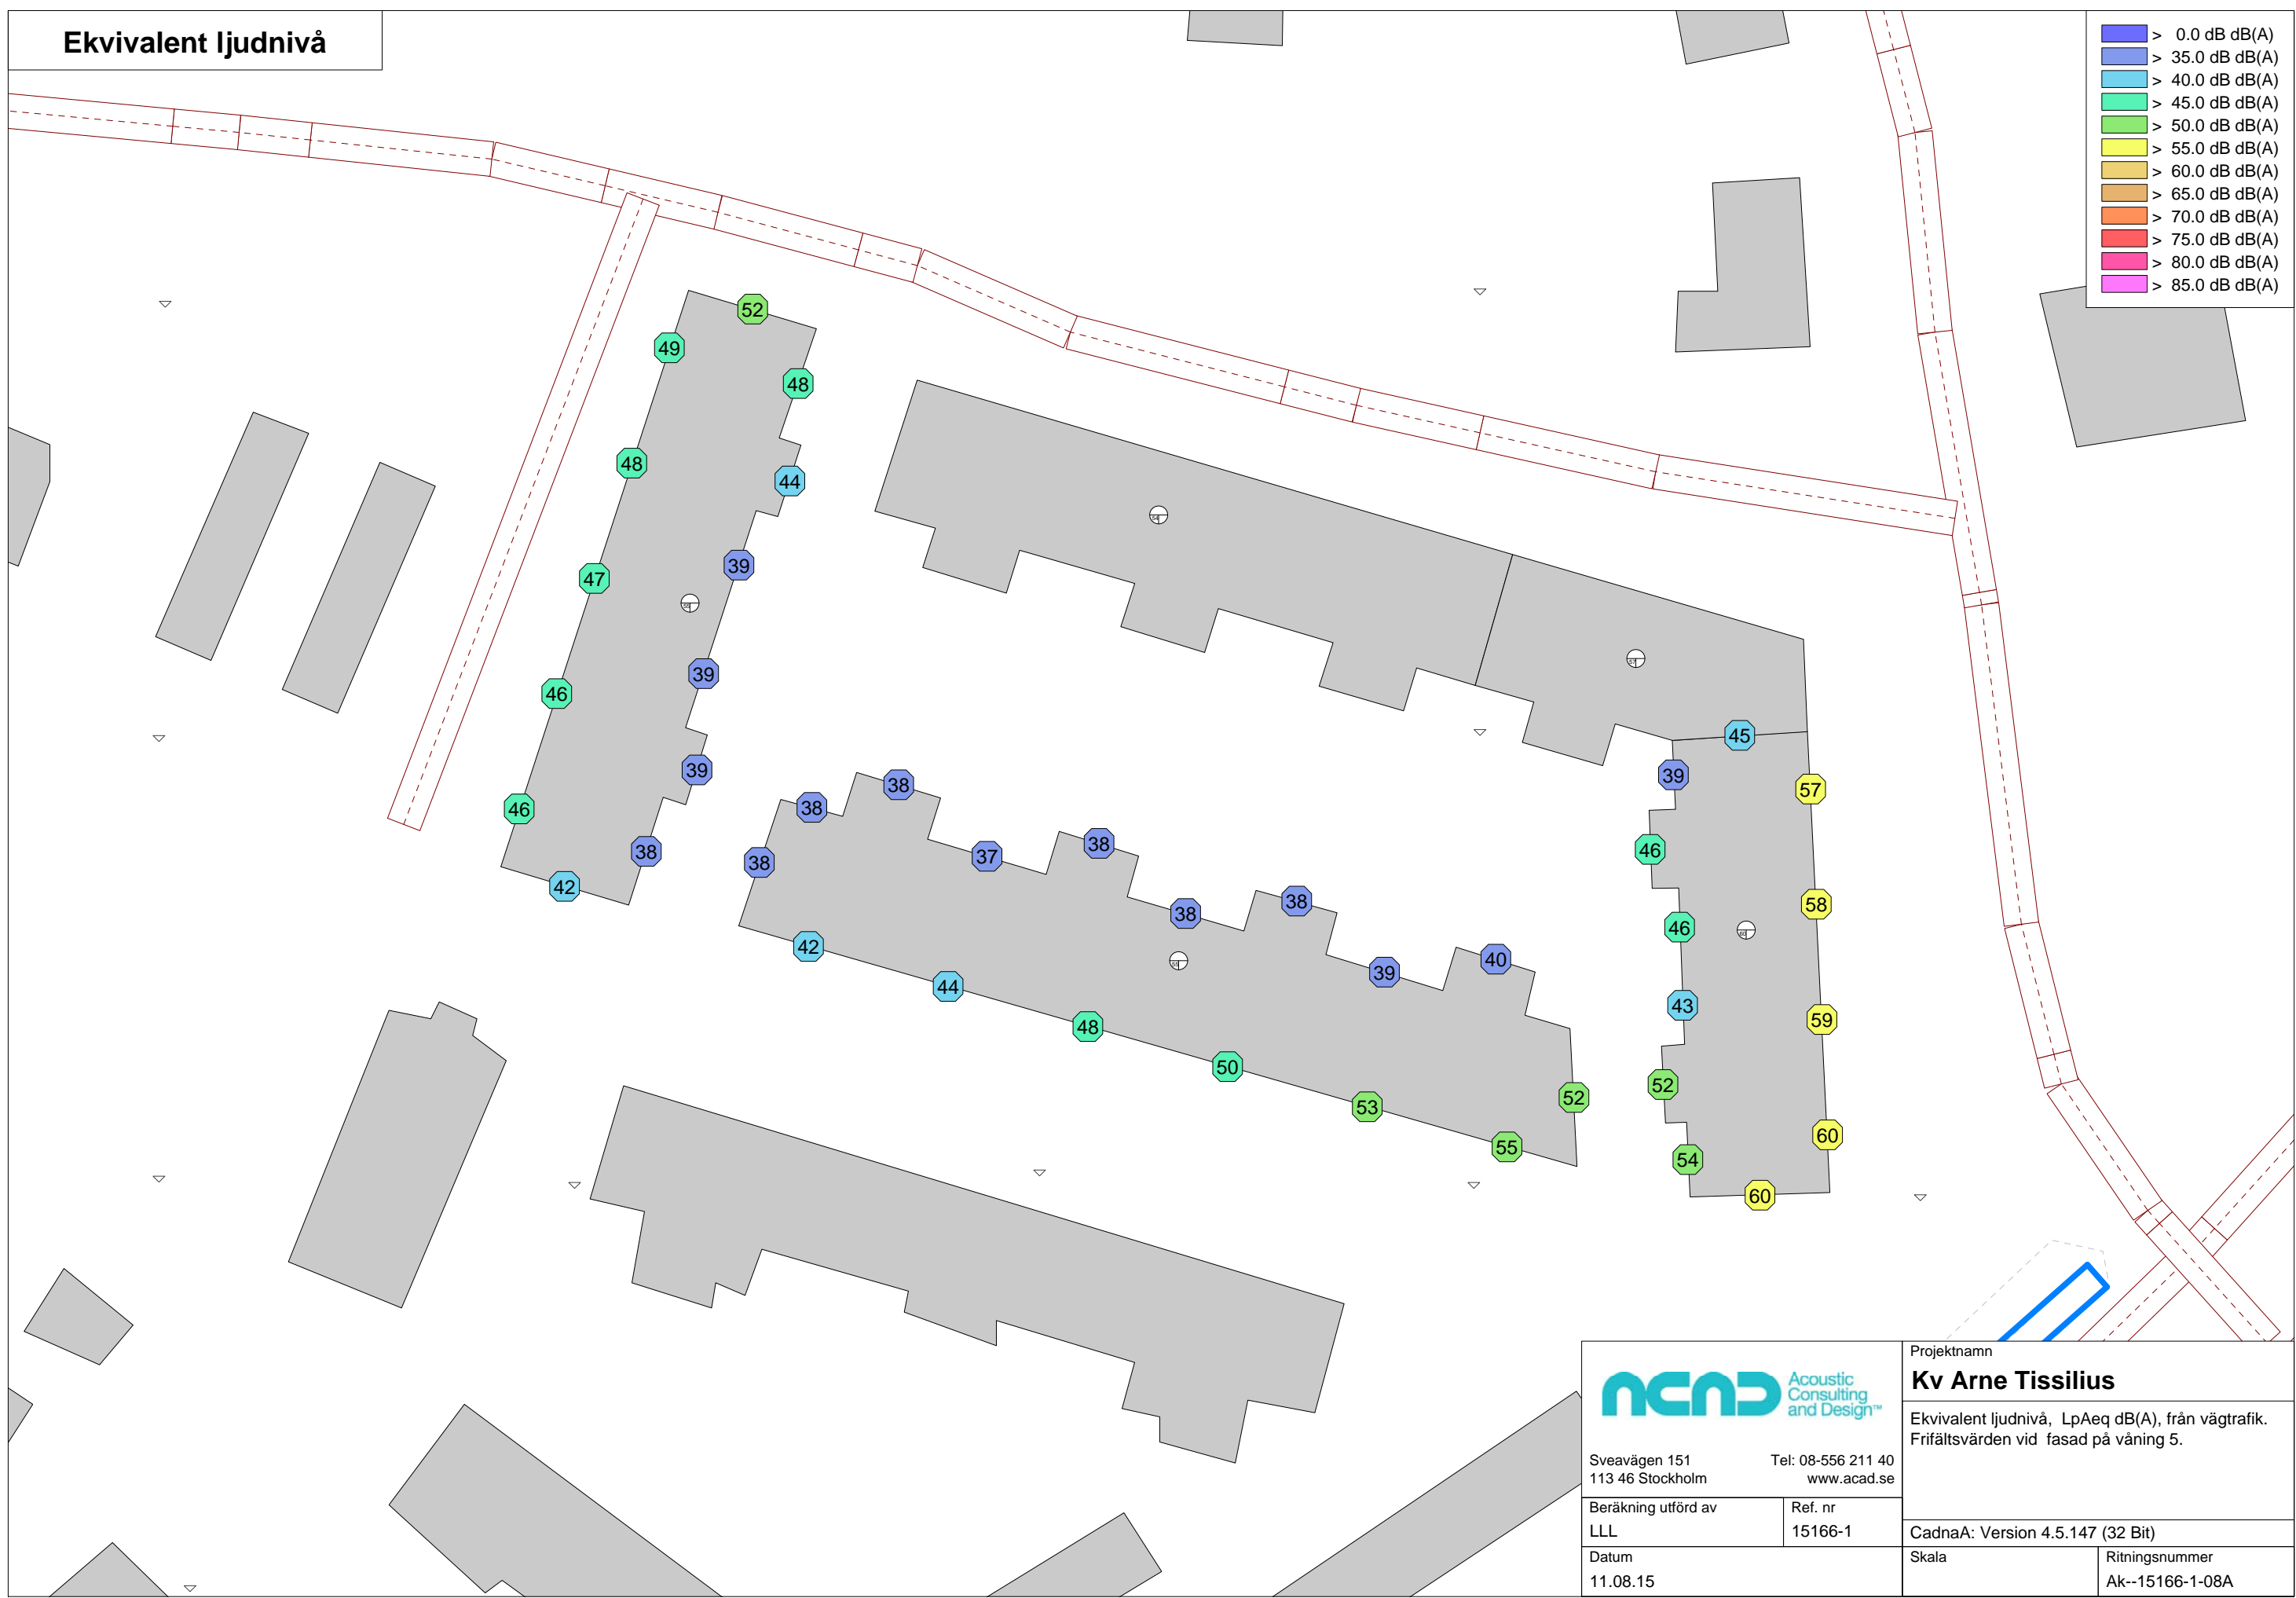 Ekvivalent ljudnivå
> 0.0 dB dB(A)
> 35.0 dB dB(A)
> 40.0 dB dB(A)
> 45.0 dB dB(A)
> 50.0 dB dB(A)
> 55.0 dB dB(A)
> 60.0 dB dB(A)
> 65.0 dB dB(A)
> 70.0 dB dB(A)
> 75.0 dB dB(A)
> 80.0 dB dB(A)
> 85.0 dB dB(A)
52
49
48
48
44
39
47
39
46
45
39
39
57
38
38
46
38
46
38
37
38
58
38
42
38
38
46
42
40
39
44
43
59
48
50
52
52
53
60
55
54
60
ACAD
Acoustic
Consulting
and Design™
Sveavägen 151 Tel: 08-556 211 40
113 46 Stockholm www.acad.se
Beräkning utförd av Ref. nr
LLL 15166-1
Datum
11.08.15
Projektnamn
Kv Arne Tissilius
Ekvivalent ljudnivå, LpAeq dB(A), från vägtrafik.
Frifältsvärden vid fasad på våning 5.
CadnaA: Version 4.5.147 (32 Bit)
Skala Ritningsnummer
Ak--15166-1-08A